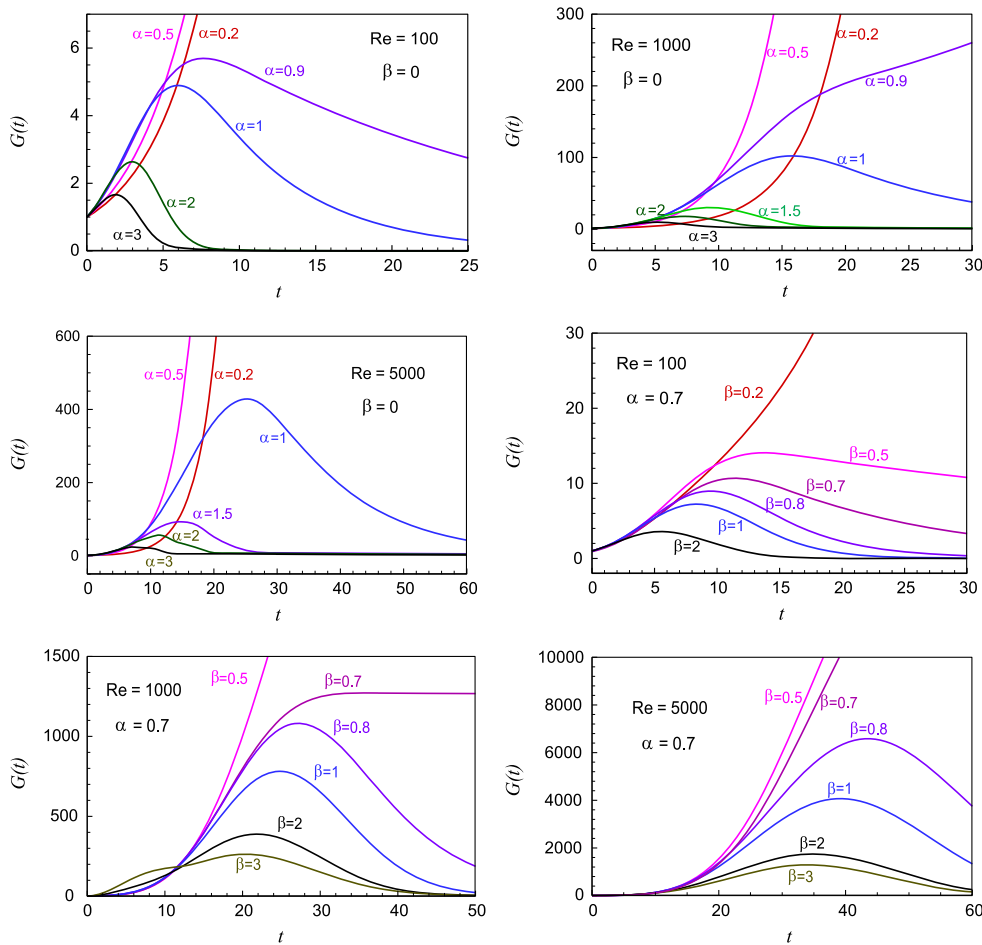 α=0.5
α=0.2
Re = 100
β = 0
α=0.9
α=1
α=2
α=3
G(t)
0
2
4
6
0
5
10
15
20
25
t
Re = 1000
β = 0
α=0.2
α=0.5
α=0.9
α=1
α=2
α=1.5
α=3
G(t)
0
100
200
300
0
5
10
15
20
25
30
t
α=0.5
α=0.2
Re = 5000
β = 0
α=1
α=1.5
α=2
α=3
G(t)
0
200
400
600
0
10
20
30
40
50
60
t
Re = 100
α = 0.7
β=0.2
β=0.5
β=0.7
β=0.8
β=1
β=2
G(t)
0
10
20
30
0
5
10
15
20
25
30
t
Re = 1000
α = 0.7
β=0.5
β=0.7
β=0.8
β=1
β=2
β=3
G(t)
0
500
1000
1500
0
10
20
30
40
50
t
Re = 5000
α = 0.7
β=0.5
β=0.7
β=0.8
β=1
β=2
β=3
G(t)
0
2000
4000
6000
8000
10000
0
20
40
60
t